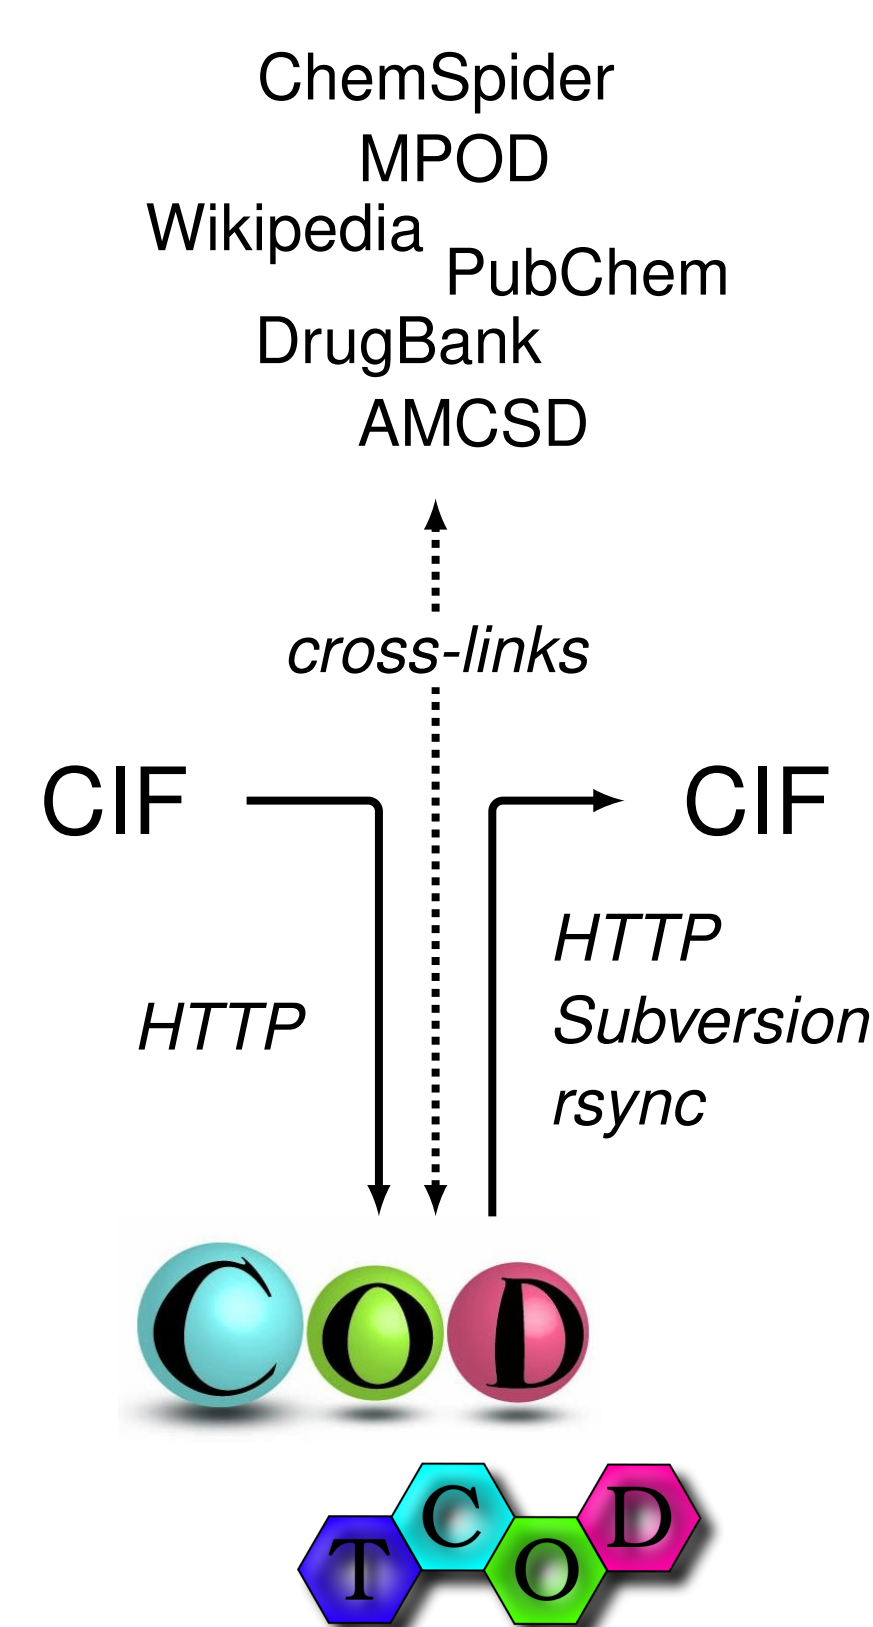 ChemSpider
MPOD
Wikipedia
PubChem
DrugBank
AMCSD
cross-links
CIF
CIF
HTTP
Subversion
rsync
HTTP
COD
TCOD